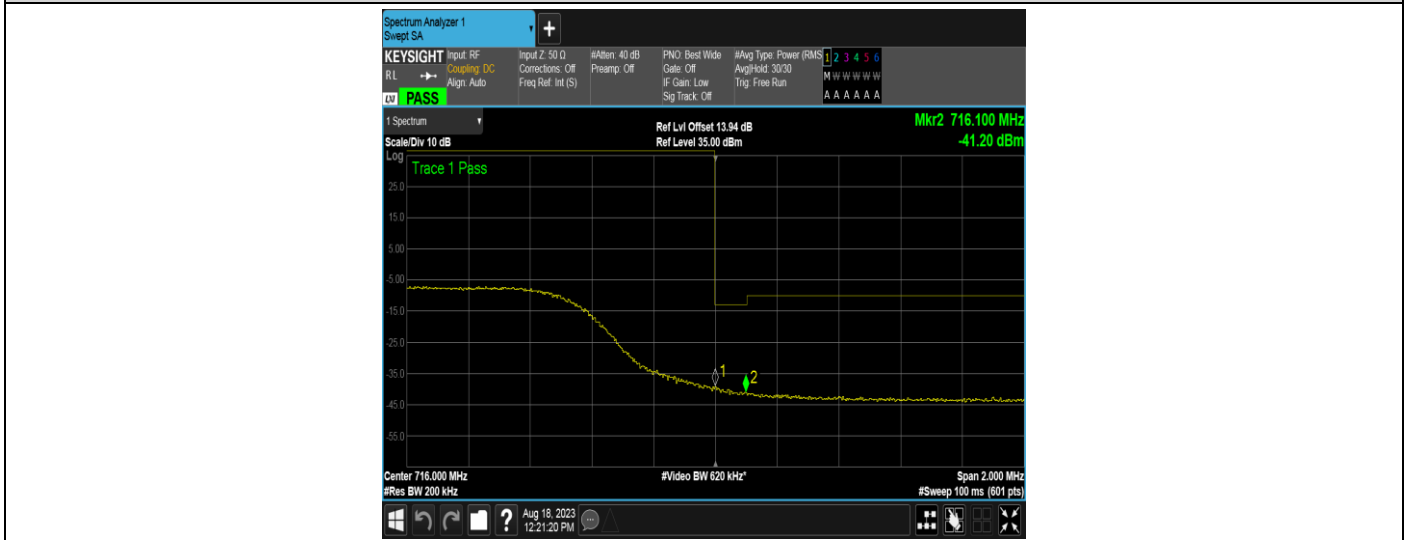 Spectrum Analyzer 1
Swept SA
+
KEYSIGHT Input: RF Input Z: 50 Ω #Atten: 40 dB PNO: Best Wide #Avg Type: Power (RMS 1 2 3 4 5 6
RL Coupling: DC Corrections: Off Preamp: Off Gate: Off Avg|Hold: 30/30 M W W W W W
Align: Auto Freq Ref: Int (S) IF Gain: Low Trig: Free Run
LXI PASS Sig Track: Off A A A A A A
1 Spectrum Ref Lvl Offset 13.94 dB Mkr2 716.100 MHz
Scale/Div 10 dB Ref Level 35.00 dBm -41.20 dBm
Log
Trace 1 Pass
25.0
15.0
5.00
-5.00
-15.0
-25.0
-35.0
1
2
-45.0
-55.0
Center 716.000 MHz #Video BW 620 kHz* Span 2.000 MHz
#Res BW 200 kHz #Sweep 100 ms (601 pts)
? Aug 18, 2023
12:21:20 PM